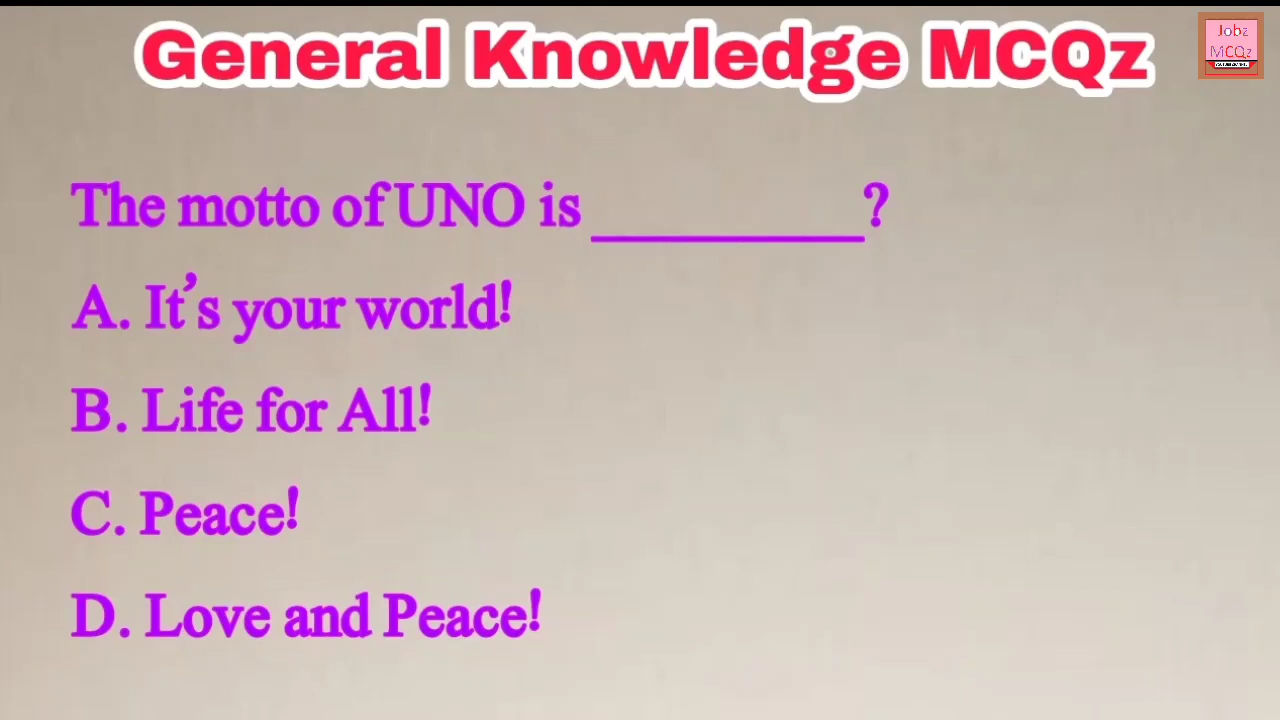 General Knowledge MCQz
Jobz
MCQz
The motto of UNO is __________?
A. It’s your world!
B. Life for All!
C. Peace!
D. Love and Peace!